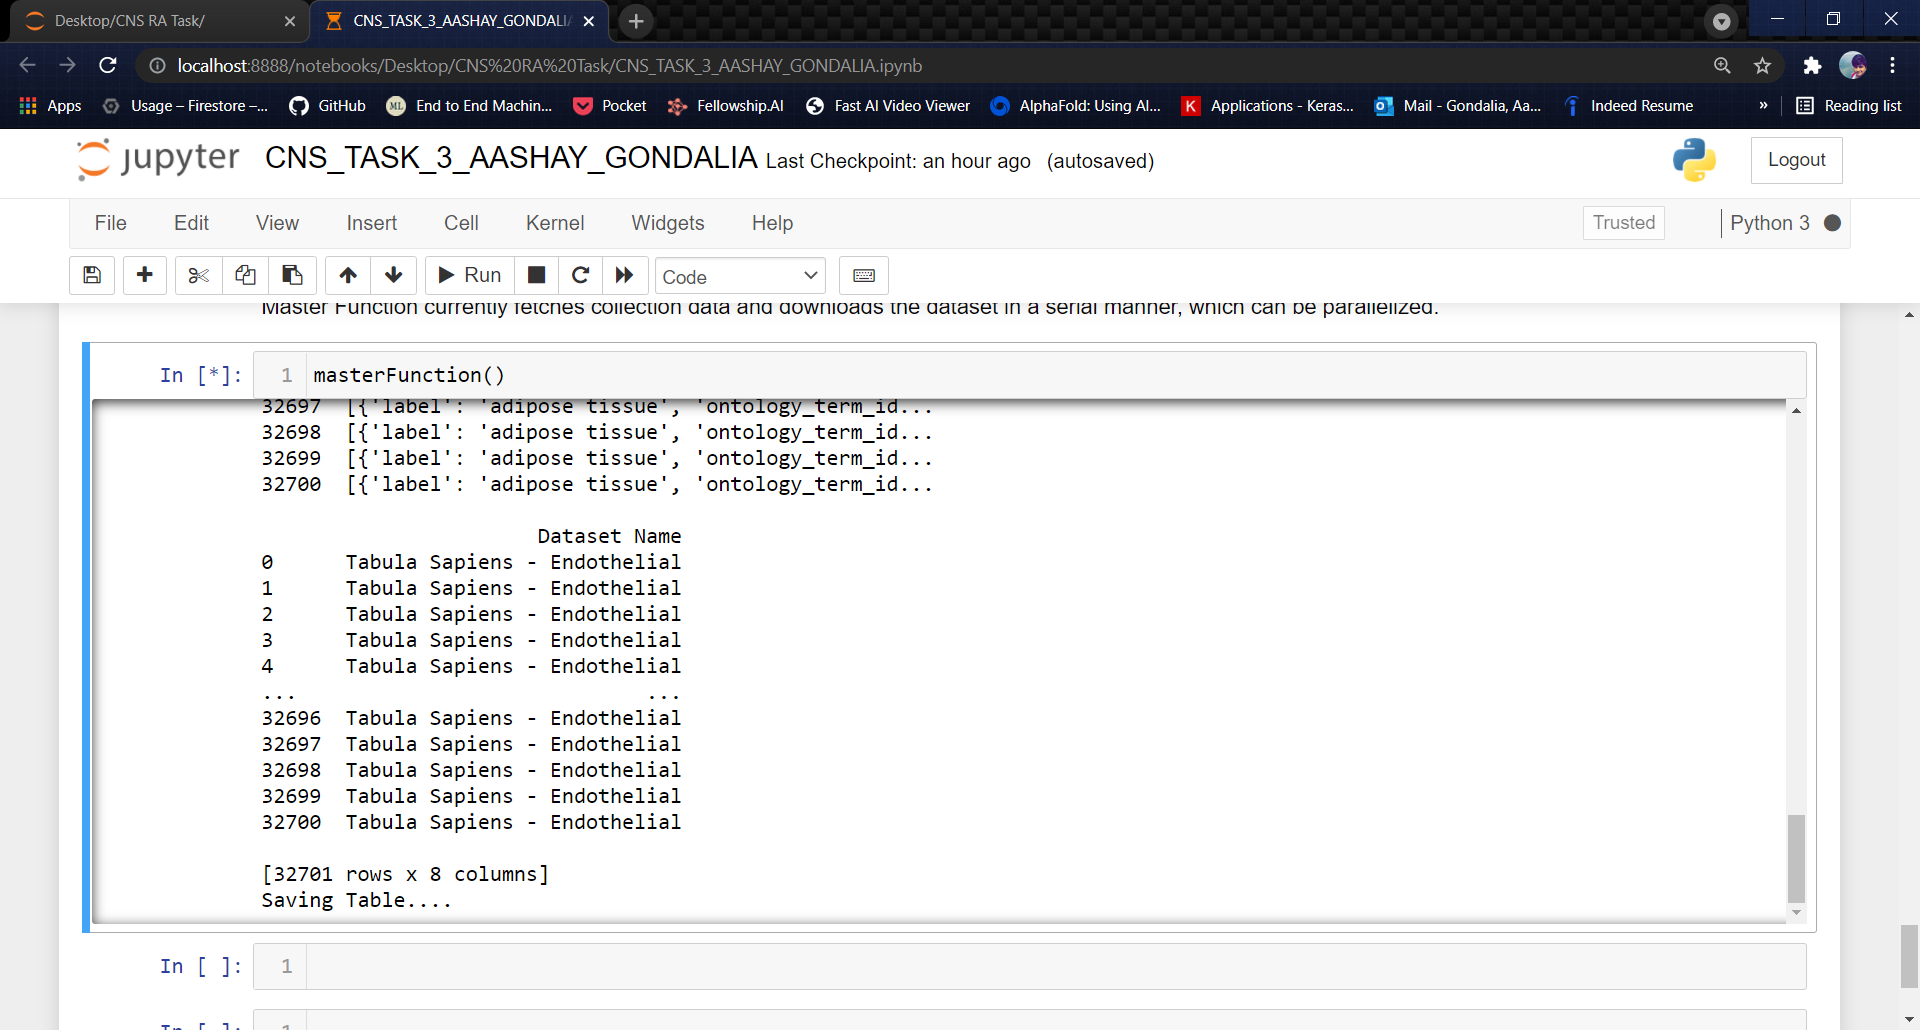 Desktop/CNS RA Task/
CNS_TASK_3_AASHAY_GONDALIA
localhost:8888/notebooks/Desktop/CNS%20RA%20Task/CNS_TASK_3_AASHAY_GONDALIA.ipynb
Apps Usage – Firestore –... GitHub ML End to End Machin... Pocket Fellowship.AI Fast AI Video Viewer AlphaFold: Using AI... K Applications - Keras... Mail - Gondalia, Aa... Indeed Resume » Reading list
jupyter CNS_TASK_3_AASHAY_GONDALIA Last Checkpoint: an hour ago (autosaved) Logout
File Edit View Insert Cell Kernel Widgets Help Trusted Python 3
Run Code
Master Function currently fetches collection data and downloads the dataset in a serial manner, which can be parallelized.
In [*]: 1 masterFunction()
32697 [{'label': 'adipose tissue', 'ontology_term_id...
32698 [{'label': 'adipose tissue', 'ontology_term_id...
32699 [{'label': 'adipose tissue', 'ontology_term_id...
32700 [{'label': 'adipose tissue', 'ontology_term_id...
Dataset Name
0 Tabula Sapiens - Endothelial
1 Tabula Sapiens - Endothelial
2 Tabula Sapiens - Endothelial
3 Tabula Sapiens - Endothelial
4 Tabula Sapiens - Endothelial
... ...
32696 Tabula Sapiens - Endothelial
32697 Tabula Sapiens - Endothelial
32698 Tabula Sapiens - Endothelial
32699 Tabula Sapiens - Endothelial
32700 Tabula Sapiens - Endothelial
[32701 rows x 8 columns]
Saving Table....
In [ ]: 1
In [ ]: 1